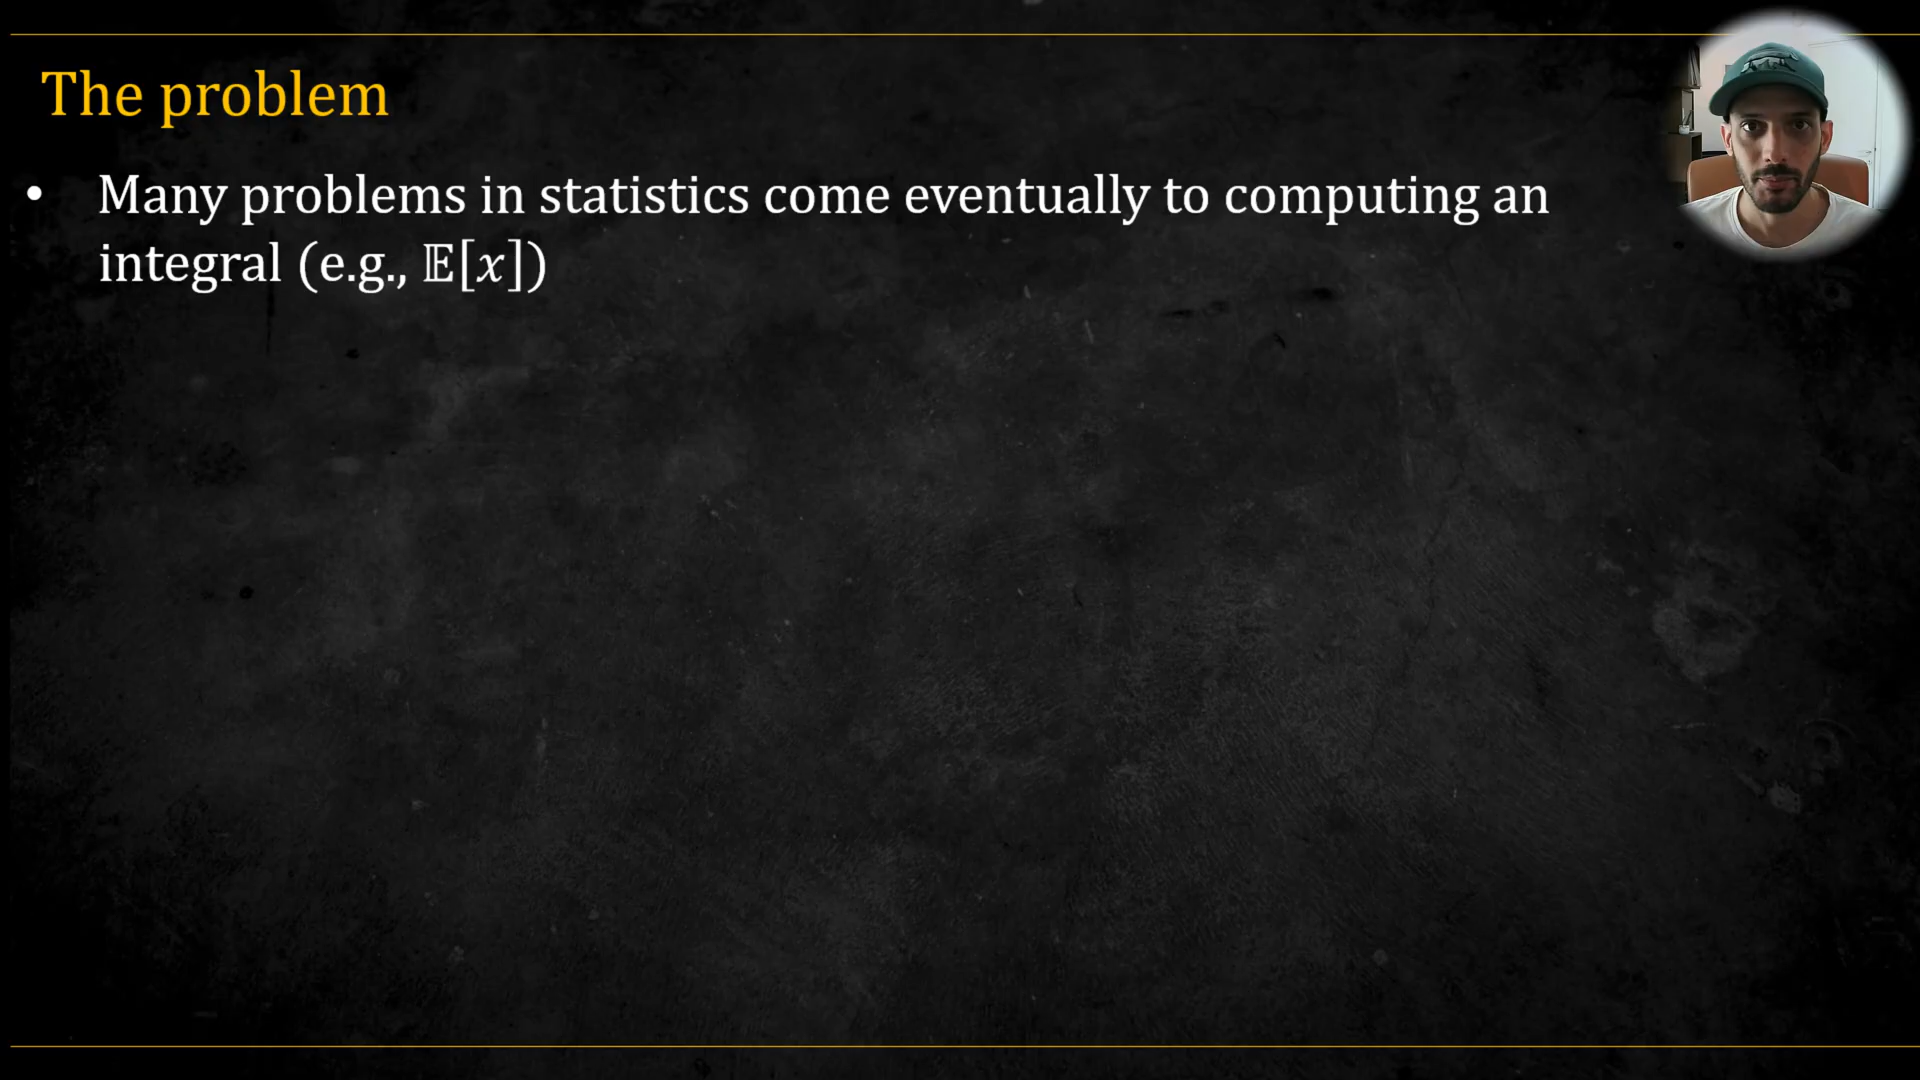 The problem
• Many problems in statistics come eventually to computing an
integral (e.g., 𝔼[𝑥])